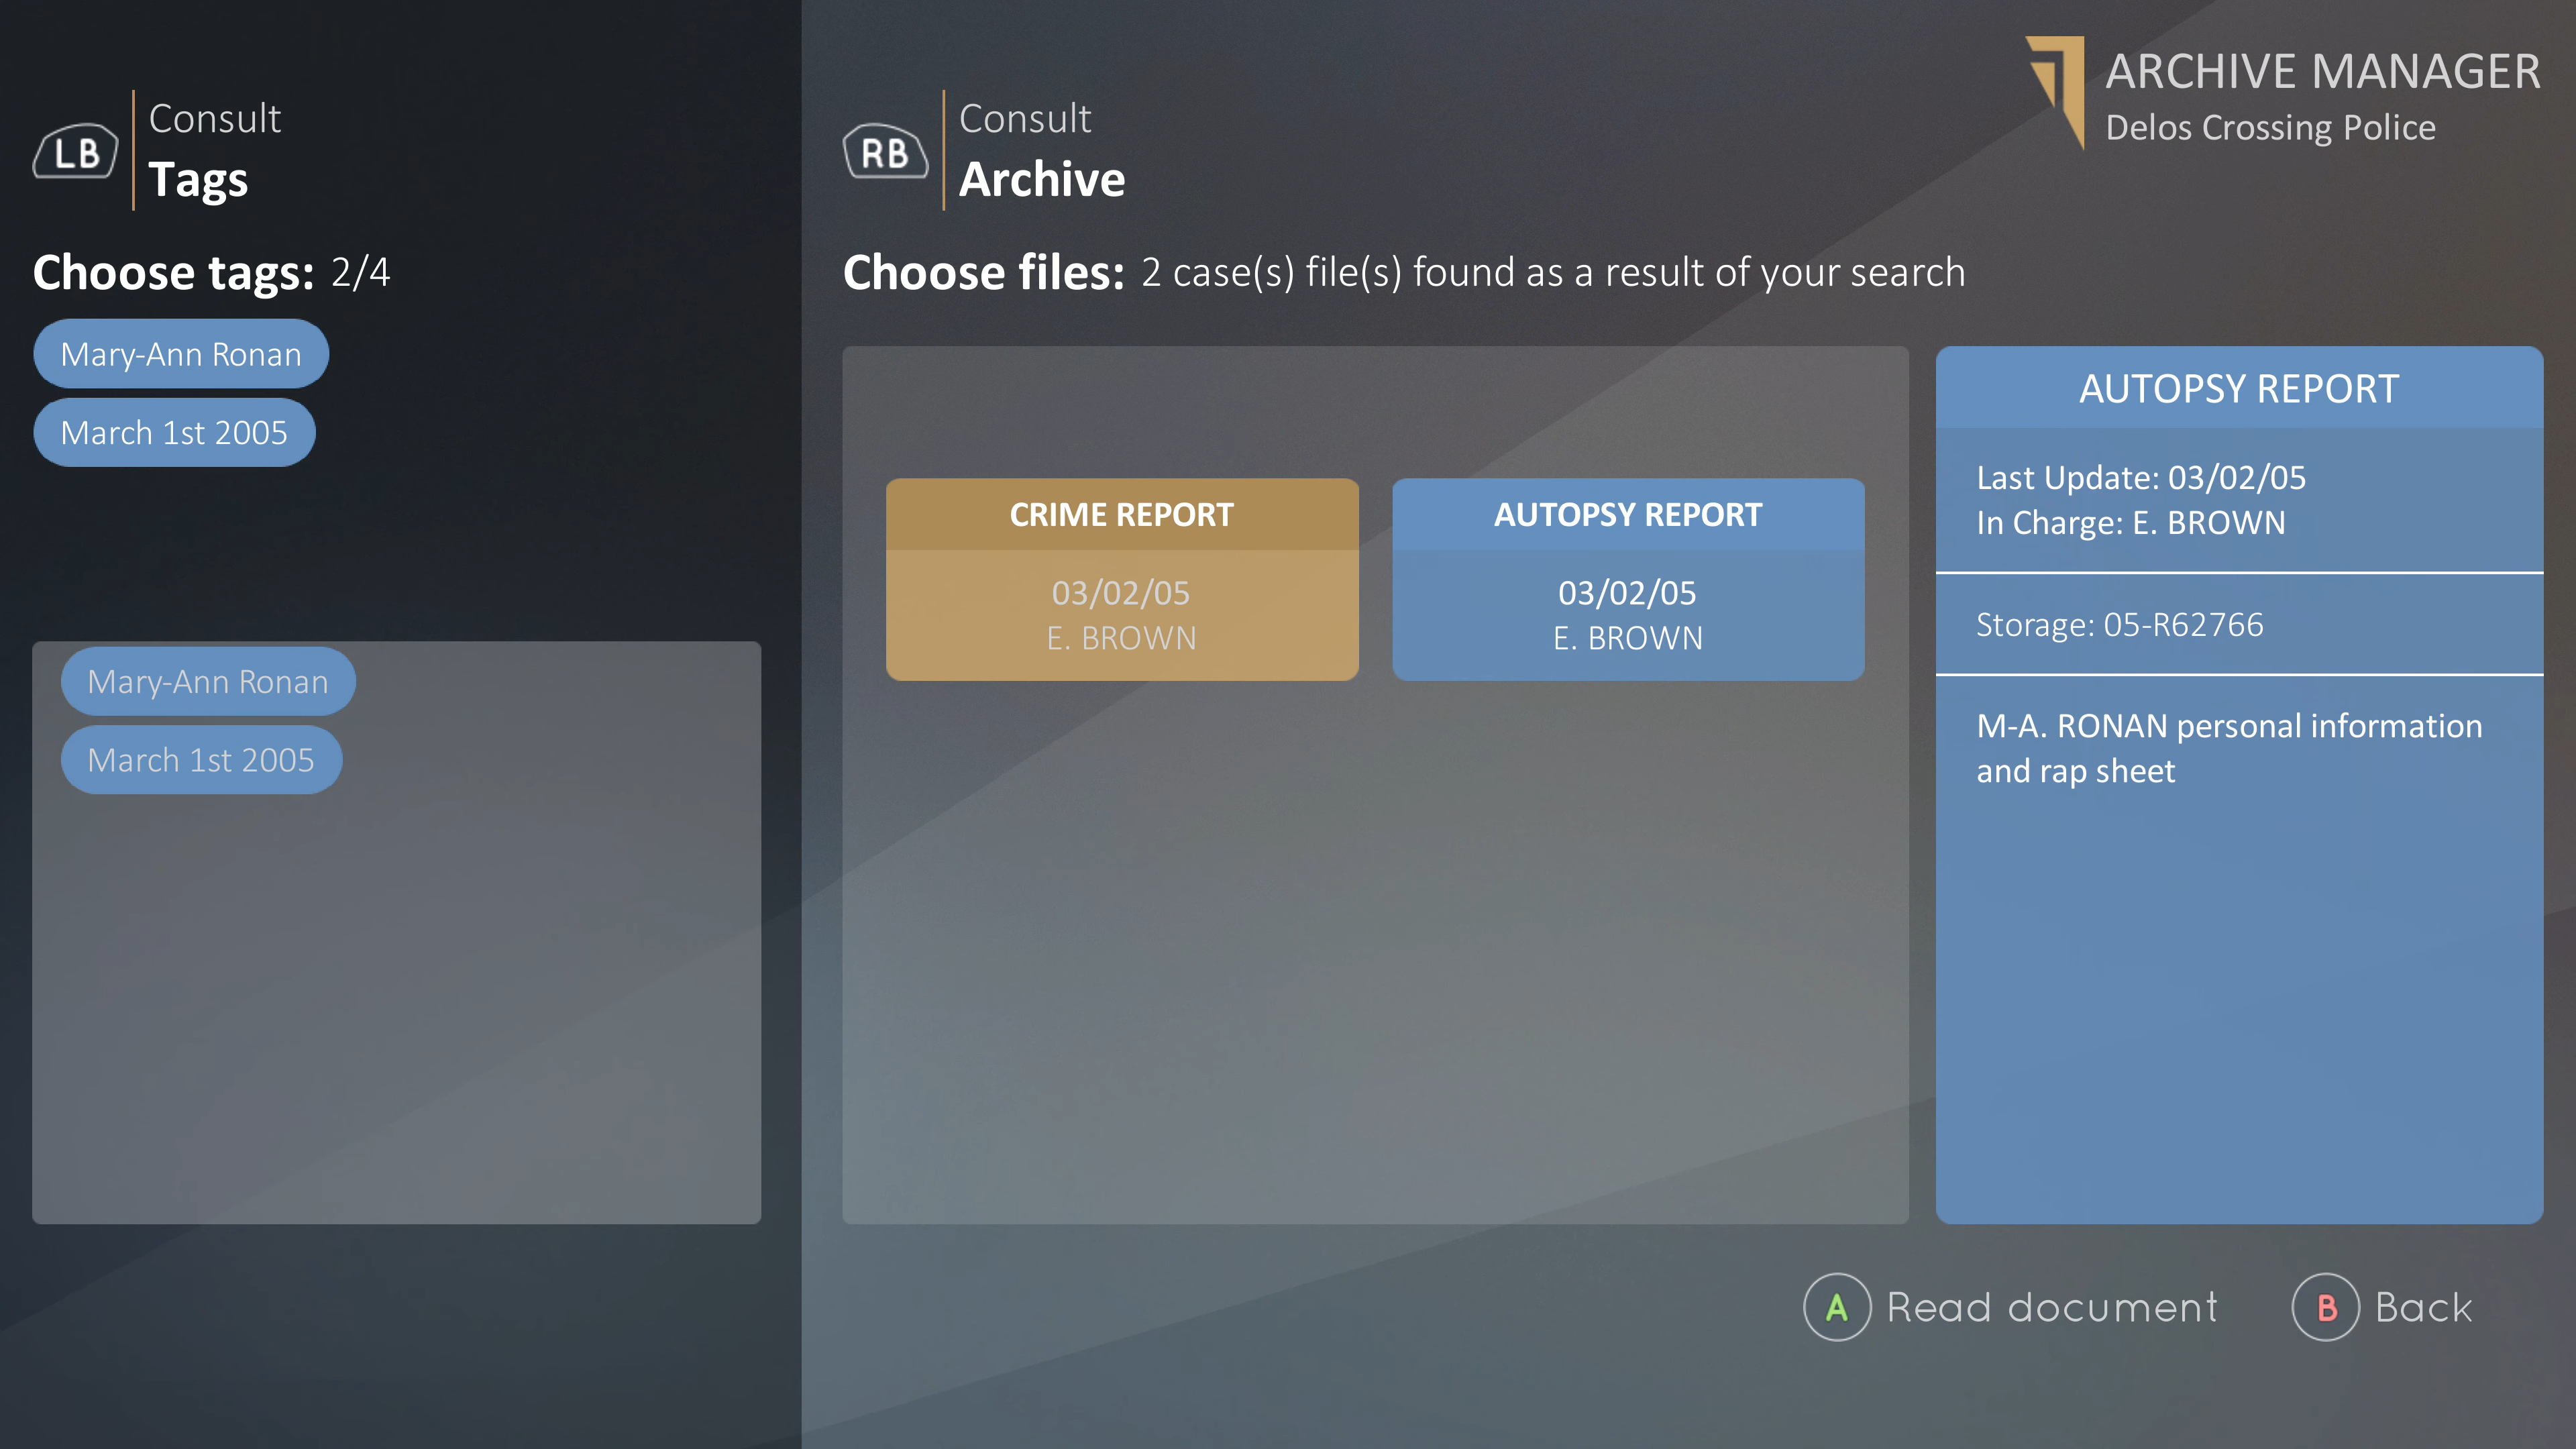 LB
Consult
Tags
Choose tags: 2/4
Mary-Ann Ronan
March 1st 2005
Mary-Ann Ronan
March 1st 2005
RB
Consult
Archive
ARCHIVE MANAGER
Delos Crossing Police
Choose files: 2 case(s) file(s) found as a result of your search
CRIME REPORT
03/02/05
E. BROWN
AUTOPSY REPORT
03/02/05
E. BROWN
AUTOPSY REPORT
Last Update: 03/02/05
In Charge: E. BROWN
Storage: 05-R62766
M-A. RONAN personal information
and rap sheet
A Read document
B Back